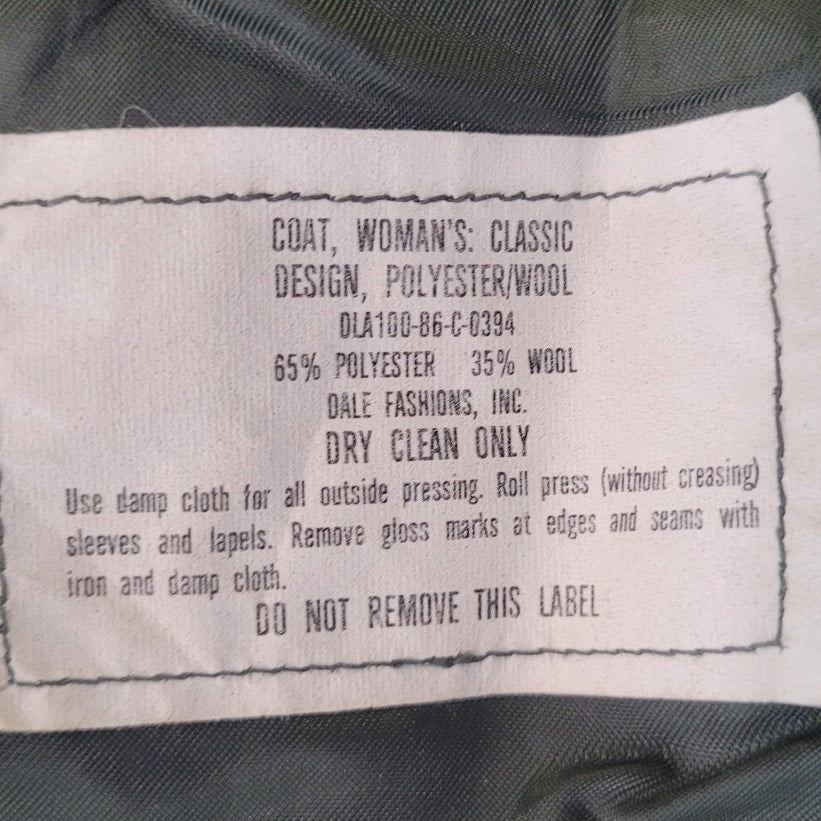 COAT, WOMAN'S: CLASSIC
DESIGN, POLYESTER/WOOL
DLA100-86-C-0394
65% POLYESTER 35% WOOL
DALE FASHIONS, INC.
DRY CLEAN ONLY
Use damp cloth for all outside pressing. Roll press (without creasing)
sleeves and lapels. Remove gloss marks at edges and seams with
iron and damp cloth.
DO NOT REMOVE THIS LABEL